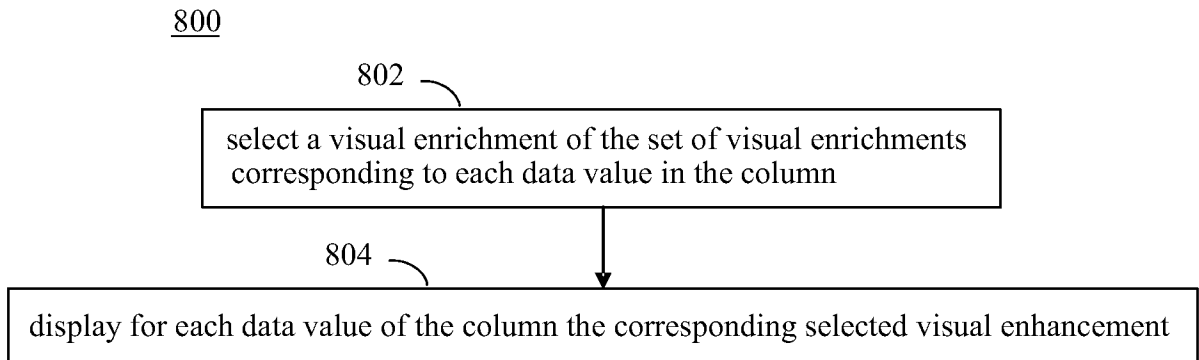 800
802
select a visual enrichment of the set of visual enrichments
corresponding to each data value in the column
804
display for each data value of the column the corresponding selected visual enhancement